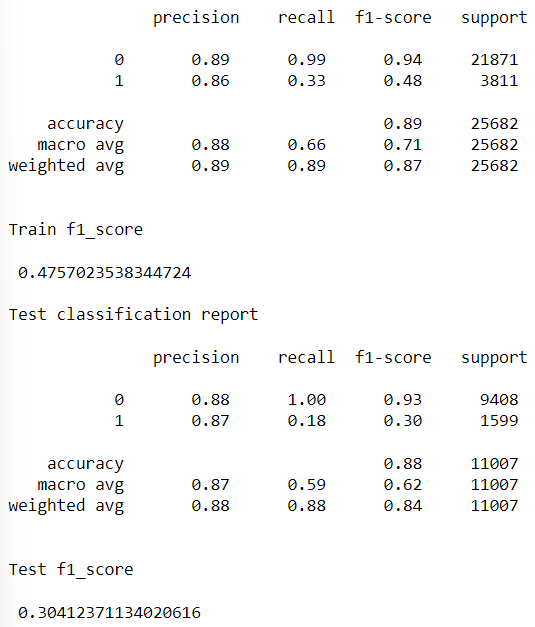 precision recall f1-score support
0 0.89 0.99 0.94 21871
1 0.86 0.33 0.48 3811
accuracy 0.89 25682
macro avg 0.88 0.66 0.71 25682
weighted avg 0.89 0.89 0.87 25682
Train f1_score
0.4757023538344724
Test classification report
precision recall f1-score support
0 0.88 1.00 0.93 9408
1 0.87 0.18 0.30 1599
accuracy 0.88 11007
macro avg 0.87 0.59 0.62 11007
weighted avg 0.88 0.88 0.84 11007
Test f1_score
0.30412371134020616